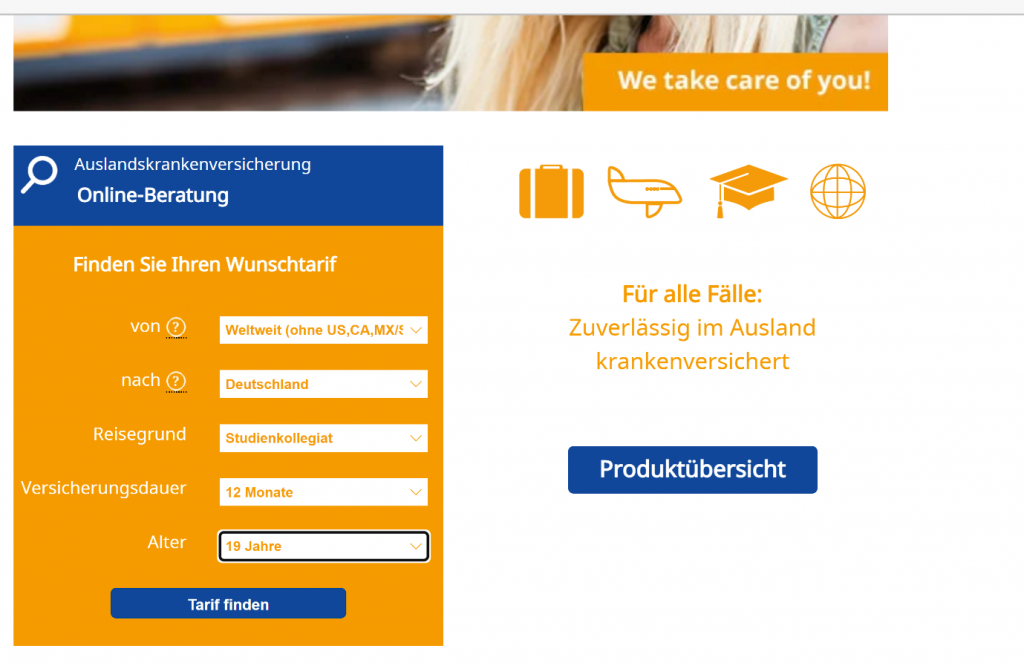 We take care of you!
Auslandskrankenversicherung
Online-Beratung
Finden Sie Ihren Wunschtarif
von ? Weltweit (ohne US,CA,MX/S
nach ? Deutschland
Reisegrund Studienkollegiat
Versicherungsdauer 12 Monate
Alter 19 Jahre
Tarif finden
Für alle Fälle:
Zuverlässig im Ausland
krankenversichert
Produktübersicht